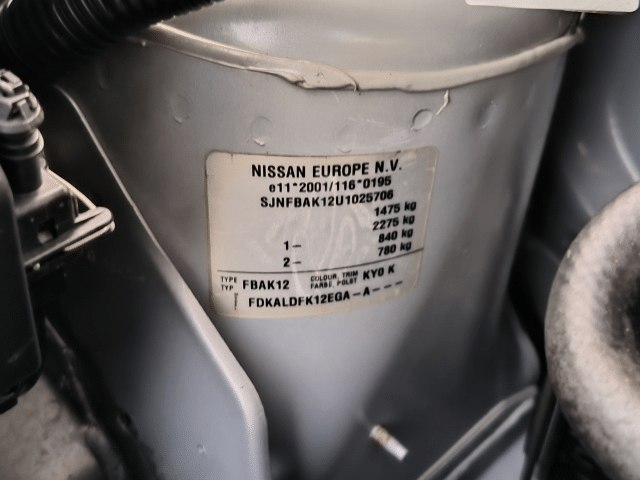 NISSAN EUROPE N.V.
e11*2001/116*0195
SJNFBAK12U1025706
1475 kg
2275 kg
1– 840 kg
2– 780 kg
TYPE TYP FBAK12 COLOUR, TRIM FARBE, POLST KY0 K
FDKALDFK12EGA–A–––